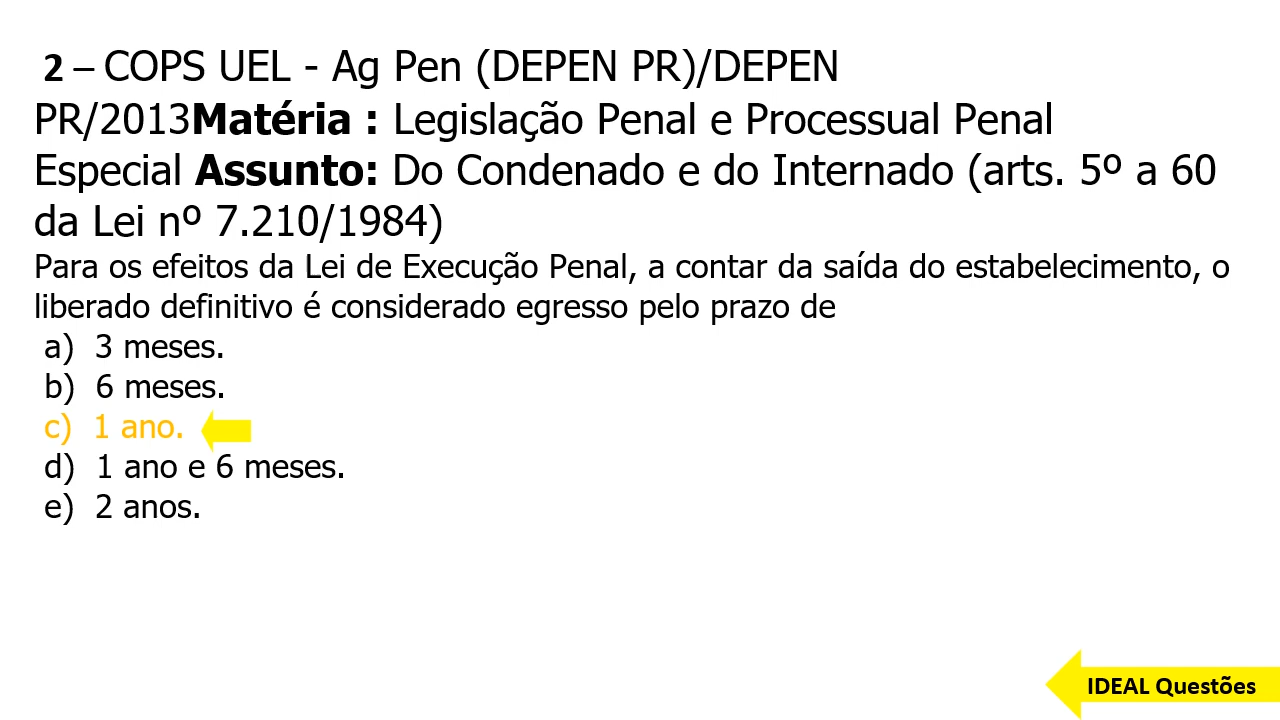 2 – COPS UEL - Ag Pen (DEPEN PR)/DEPEN
PR/2013Matéria : Legislação Penal e Processual Penal
Especial Assunto: Do Condenado e do Internado (arts. 5º a 60
da Lei nº 7.210/1984)
Para os efeitos da Lei de Execução Penal, a contar da saída do estabelecimento, o
liberado definitivo é considerado egresso pelo prazo de
a) 3 meses.
b) 6 meses.
c) 1 ano.
d) 1 ano e 6 meses.
e) 2 anos.
IDEAL Questões